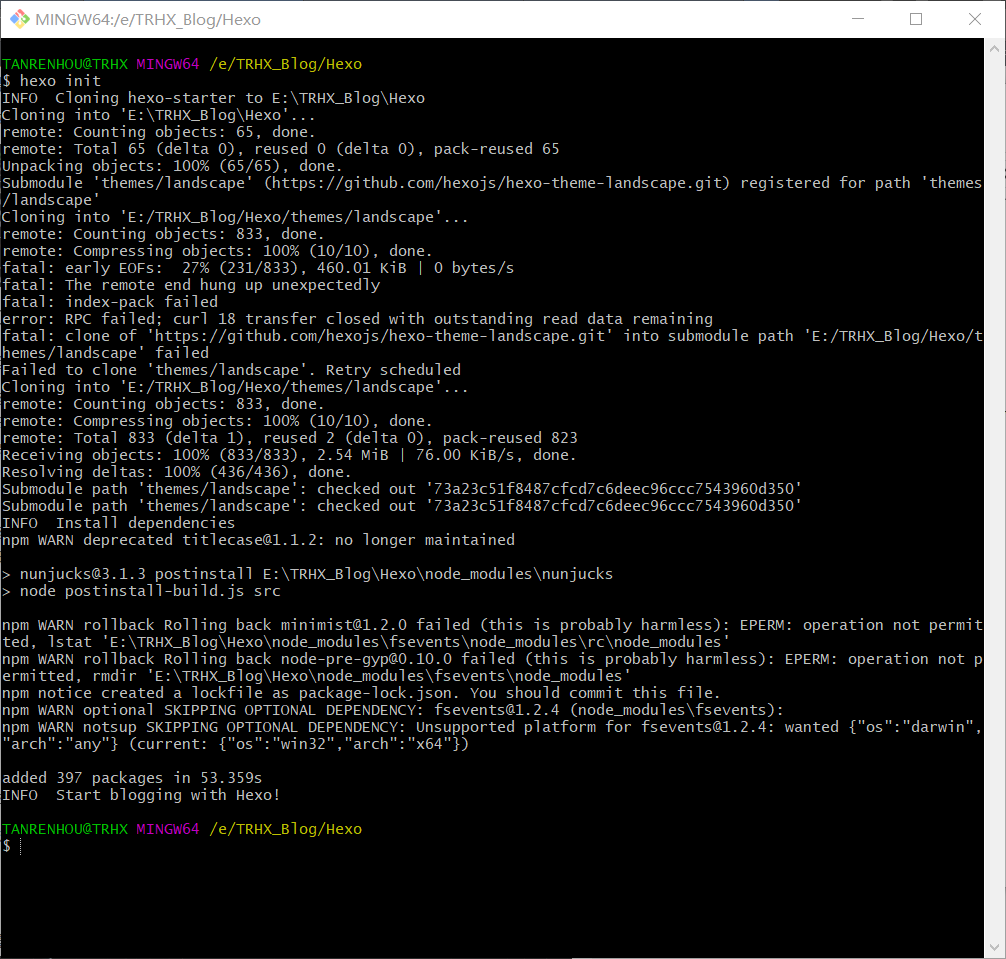 MINGW64:/e/TRHX_Blog/Hexo
TANRENHOU@TRHX MINGW64 /e/TRHX_Blog/Hexo
$ hexo init
INFO  Cloning hexo-starter to E:\TRHX_Blog\Hexo
Cloning into 'E:\TRHX_Blog\Hexo'...
remote: Counting objects: 65, done.
remote: Total 65 (delta 0), reused 0 (delta 0), pack-reused 65
Unpacking objects: 100% (65/65), done.
Submodule 'themes/landscape' (https://github.com/hexojs/hexo-theme-landscape.git) registered for path 'themes
/landscape'
Cloning into 'E:/TRHX_Blog/Hexo/themes/landscape'...
remote: Counting objects: 833, done.
remote: Compressing objects: 100% (10/10), done.
fatal: early EOFs:  27% (231/833), 460.01 KiB | 0 bytes/s
fatal: The remote end hung up unexpectedly
fatal: index-pack failed
error: RPC failed; curl 18 transfer closed with outstanding read data remaining
fatal: clone of 'https://github.com/hexojs/hexo-theme-landscape.git' into submodule path 'E:/TRHX_Blog/Hexo/t
hemes/landscape' failed
Failed to clone 'themes/landscape'. Retry scheduled
Cloning into 'E:/TRHX_Blog/Hexo/themes/landscape'...
remote: Counting objects: 833, done.
remote: Compressing objects: 100% (10/10), done.
remote: Total 833 (delta 1), reused 2 (delta 0), pack-reused 823
Receiving objects: 100% (833/833), 2.54 MiB | 76.00 KiB/s, done.
Resolving deltas: 100% (436/436), done.
Submodule path 'themes/landscape': checked out '73a23c51f8487cfcd7c6deec96ccc7543960d350'
Submodule path 'themes/landscape': checked out '73a23c51f8487cfcd7c6deec96ccc7543960d350'
INFO  Install dependencies
npm WARN deprecated titlecase@1.1.2: no longer maintained
> nunjucks@3.1.3 postinstall E:\TRHX_Blog\Hexo\node_modules\nunjucks
> node postinstall-build.js src
npm WARN rollback Rolling back minimist@1.2.0 failed (this is probably harmless): EPERM: operation not permit
ted, lstat 'E:\TRHX_Blog\Hexo\node_modules\fsevents\node_modules\rc\node_modules'
npm WARN rollback Rolling back node-pre-gyp@0.10.0 failed (this is probably harmless): EPERM: operation not p
ermitted, rmdir 'E:\TRHX_Blog\Hexo\node_modules\fsevents\node_modules'
npm notice created a lockfile as package-lock.json. You should commit this file.
npm WARN optional SKIPPING OPTIONAL DEPENDENCY: fsevents@1.2.4 (node_modules\fsevents):
npm WARN notsup SKIPPING OPTIONAL DEPENDENCY: Unsupported platform for fsevents@1.2.4: wanted {"os":"darwin",
"arch":"any"} (current: {"os":"win32","arch":"x64"})
added 397 packages in 53.359s
INFO  Start blogging with Hexo!
TANRENHOU@TRHX MINGW64 /e/TRHX_Blog/Hexo
$